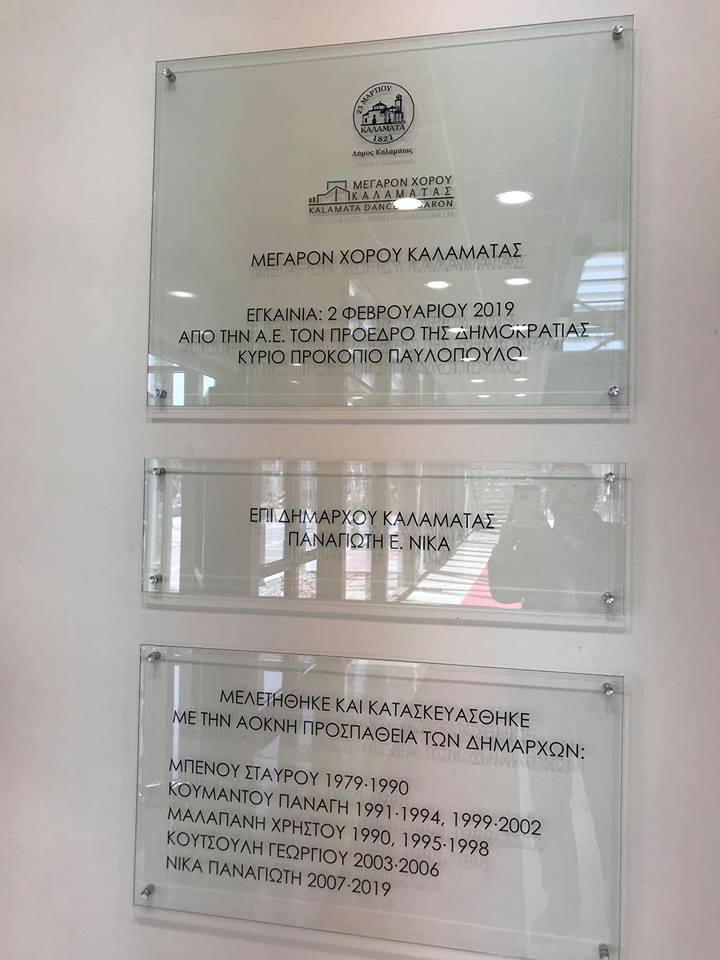 23 ΜΑΡΤΙΟΥ
ΚΑΛΑΜΑΤΑ
1821
Δήμος Καλαμάτας
ΜΕΓΑΡΟΝ ΧΟΡΟΥ
ΚΑΛΑΜΑΤΑΣ
KALAMATA DANCE MEGARON
ΜΕΓΑΡΟΝ ΧΟΡΟΥ ΚΑΛΑΜΑΤΑΣ
ΕΓΚΑΙΝΙΑ: 2 ΦΕΒΡΟΥΑΡΙΟΥ 2019
ΑΠΟ ΤΗΝ Α.Ε. ΤΟΝ ΠΡΟΕΔΡΟ ΤΗΣ ΔΗΜΟΚΡΑΤΙΑΣ
ΚΥΡΙΟ ΠΡΟΚΟΠΙΟ ΠΑΥΛΟΠΟΥΛΟ
ΕΠΙ ΔΗΜΑΡΧΟΥ ΚΑΛΑΜΑΤΑΣ
ΠΑΝΑΓΙΩΤΗ Ε. ΝΙΚΑ
ΜΕΛΕΤΗΘΗΚΕ ΚΑΙ ΚΑΤΑΣΚΕΥΑΣΘΗΚΕ
ΜΕ ΤΗΝ ΑΟΚΝΗ ΠΡΟΣΠΑΘΕΙΑ ΤΩΝ ΔΗΜΑΡΧΩΝ:
ΜΠΕΝΟΥ ΣΤΑΥΡΟΥ 1979-1990
ΚΟΥΜΑΝΤΟΥ ΠΑΝΑΓΗ 1991-1994, 1999-2002
ΜΑΛΑΠΑΝΗ ΧΡΗΣΤΟΥ 1990, 1995-1998
ΚΟΥΤΣΟΥΛΗ ΓΕΩΡΓΙΟΥ 2003-2006
ΝΙΚΑ ΠΑΝΑΓΙΩΤΗ 2007-2019